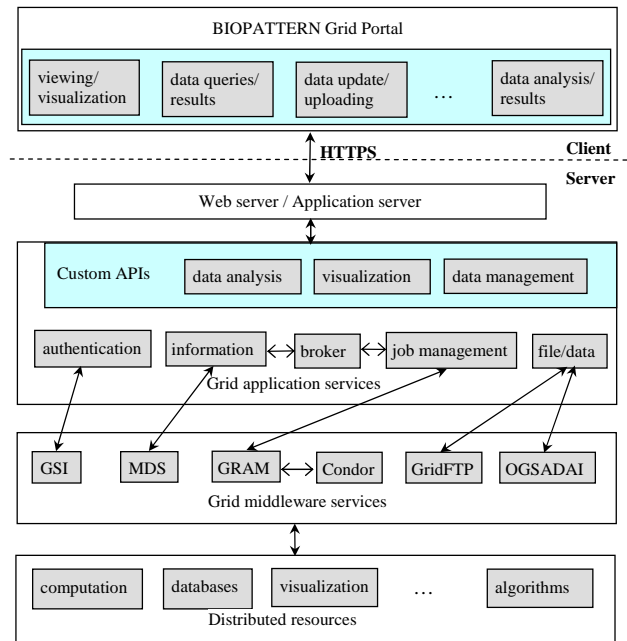 BIOPATTERN Grid Portal
viewing/
visualization
data queries/
results
data update/
uploading
…
data analysis/
results
HTTPS
Client
Server
Web server / Application server
Custom APIs
data analysis
visualization
data management
authentication
information
broker
job management
file/data
Grid application services
GSI
MDS
GRAM
Condor
GridFTP
OGSADAI
Grid middleware services
computation
databases
visualization
…
algorithms
Distributed resources